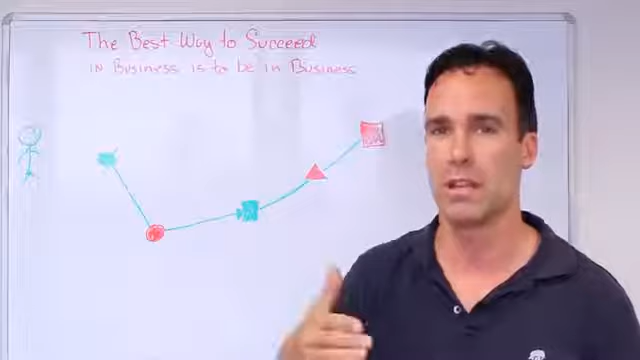 The Best Way to Succeed
in Business is to be in Business